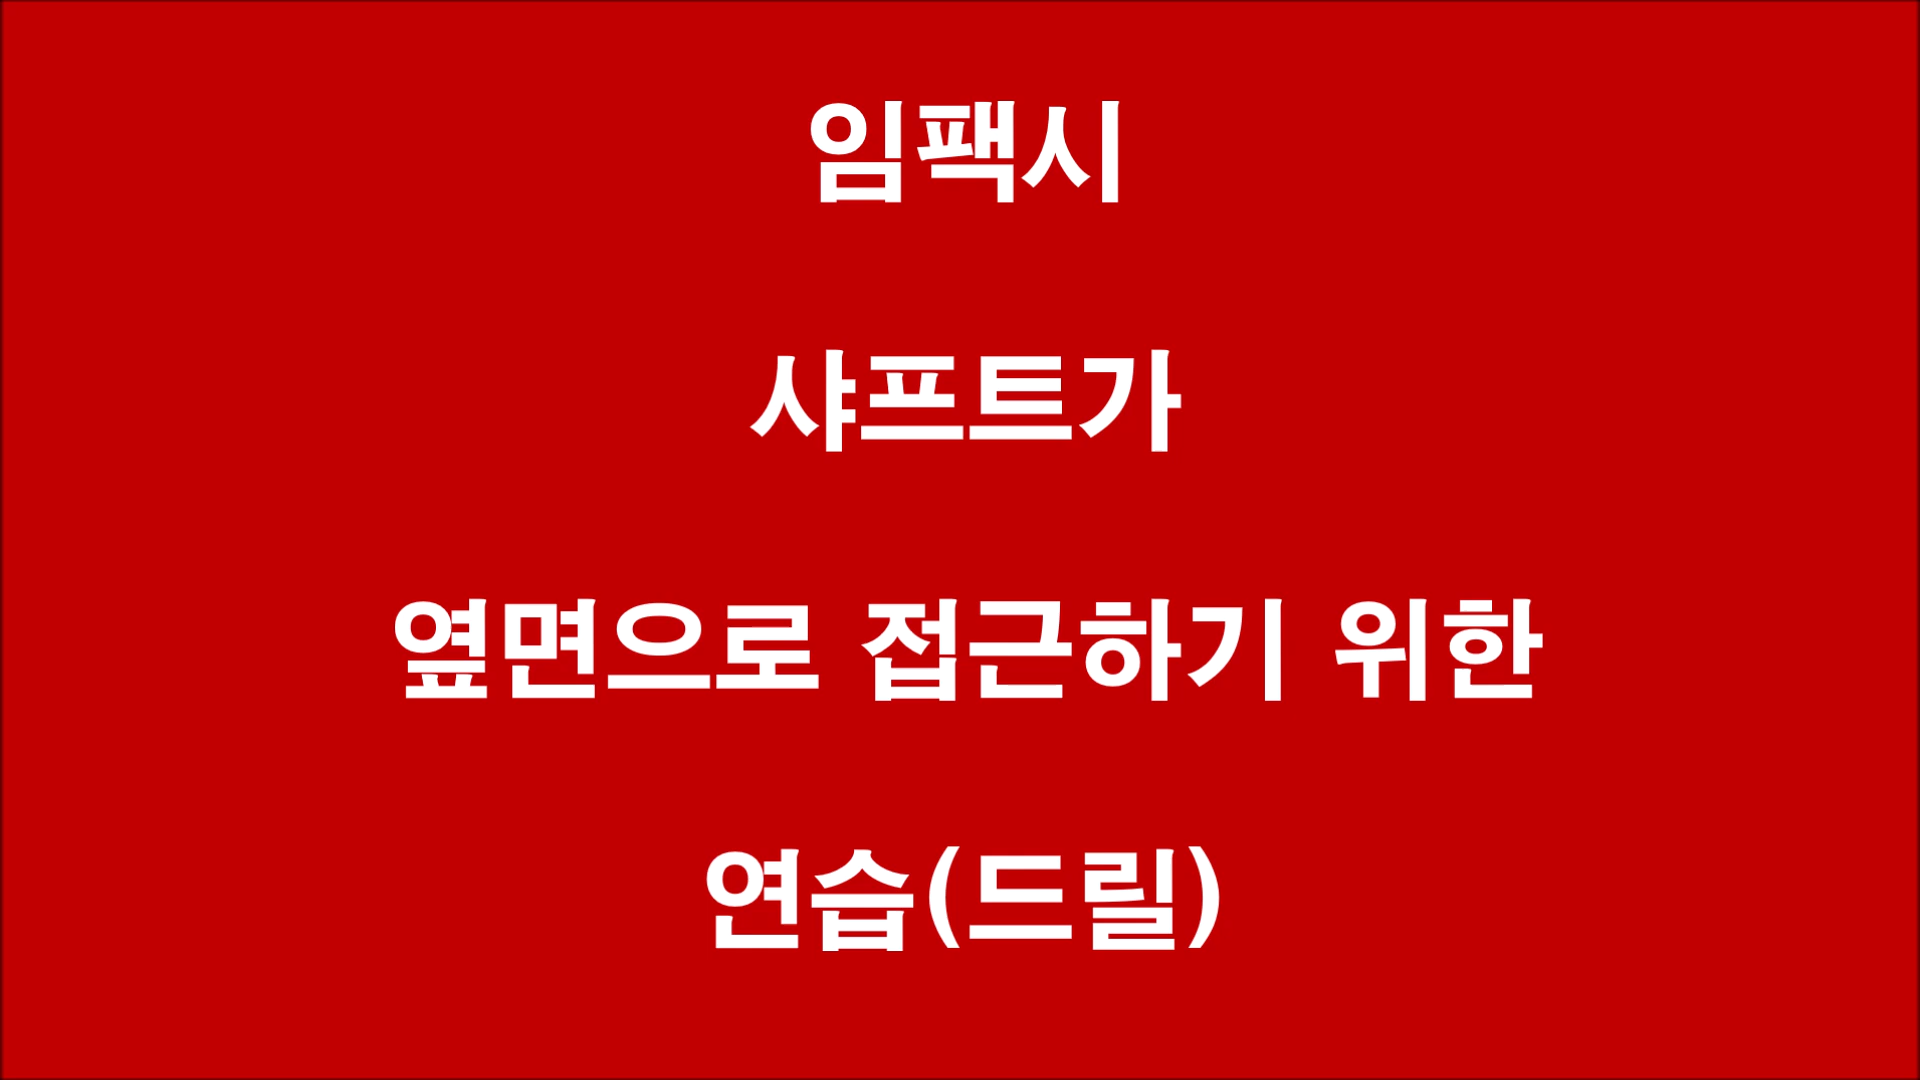 임팩시
샤프트가
옆면으로 접근하기 위한
연습(드릴)